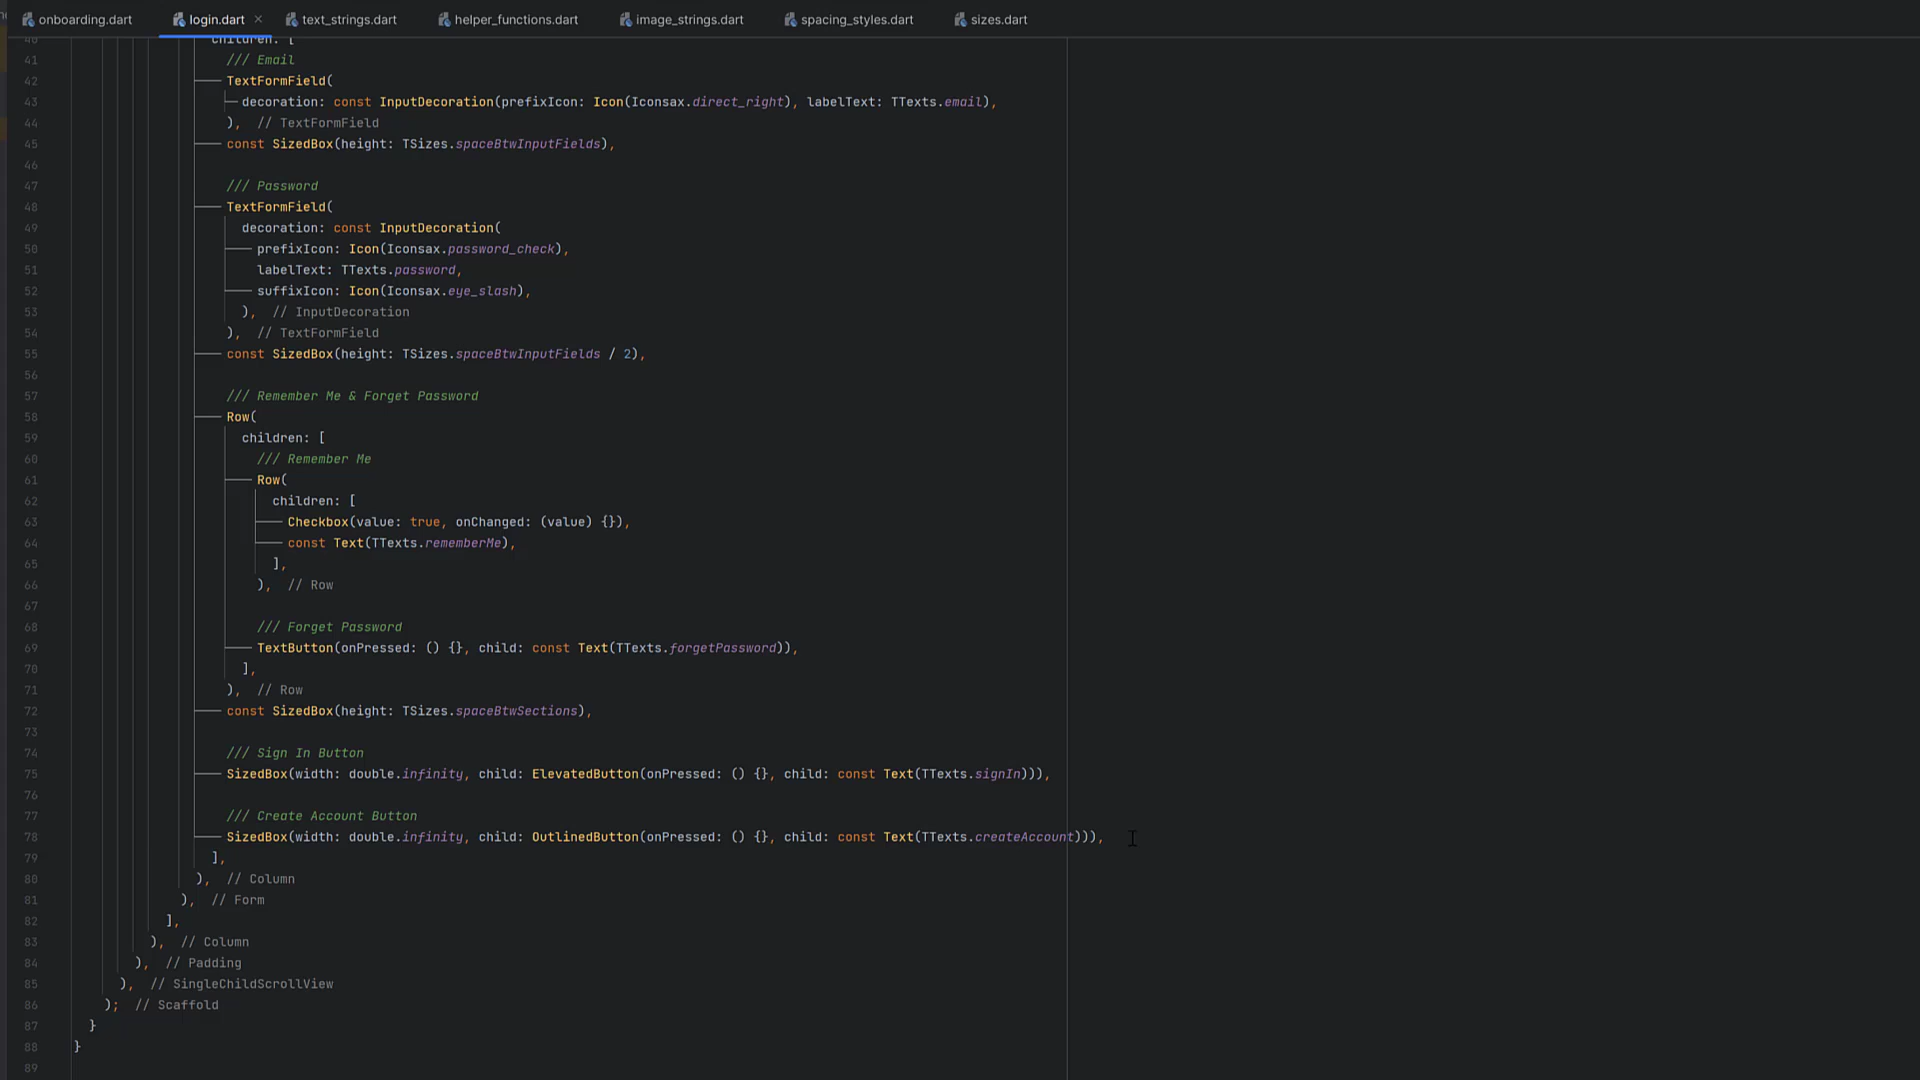 onboarding.dart login.dart × text_strings.dart helper_functions.dart image_strings.dart spacing_styles.dart sizes.dart
40 children: [
41 /// Email
42 TextFormField(
43 decoration: const InputDecoration(prefixIcon: Icon(Iconsax.direct_right), labelText: TTexts.email),
44 ), // TextFormField
45 const SizedBox(height: TSizes.spaceBtwInputFields),
46
47 /// Password
48 TextFormField(
49 decoration: const InputDecoration(
50 prefixIcon: Icon(Iconsax.password_check),
51 labelText: TTexts.password,
52 suffixIcon: Icon(Iconsax.eye_slash),
53 ), // InputDecoration
54 ), // TextFormField
55 const SizedBox(height: TSizes.spaceBtwInputFields / 2),
56
57 /// Remember Me & Forget Password
58 Row(
59 children: [
60 /// Remember Me
61 Row(
62 children: [
63 Checkbox(value: true, onChanged: (value) {}),
64 const Text(TTexts.rememberMe),
65 ],
66 ), // Row
67
68 /// Forget Password
69 TextButton(onPressed: () {}, child: const Text(TTexts.forgetPassword)),
70 ],
71 ), // Row
72 const SizedBox(height: TSizes.spaceBtwSections),
73
74 /// Sign In Button
75 SizedBox(width: double.infinity, child: ElevatedButton(onPressed: () {}, child: const Text(TTexts.signIn))),
76
77 /// Create Account Button
78 SizedBox(width: double.infinity, child: OutlinedButton(onPressed: () {}, child: const Text(TTexts.createAccount))),
79 ],
80 ), // Column
81 ), // Form
82 ],
83 ), // Column
84 ), // Padding
85 ), // SingleChildScrollView
86 ); // Scaffold
87 }
88 }
89